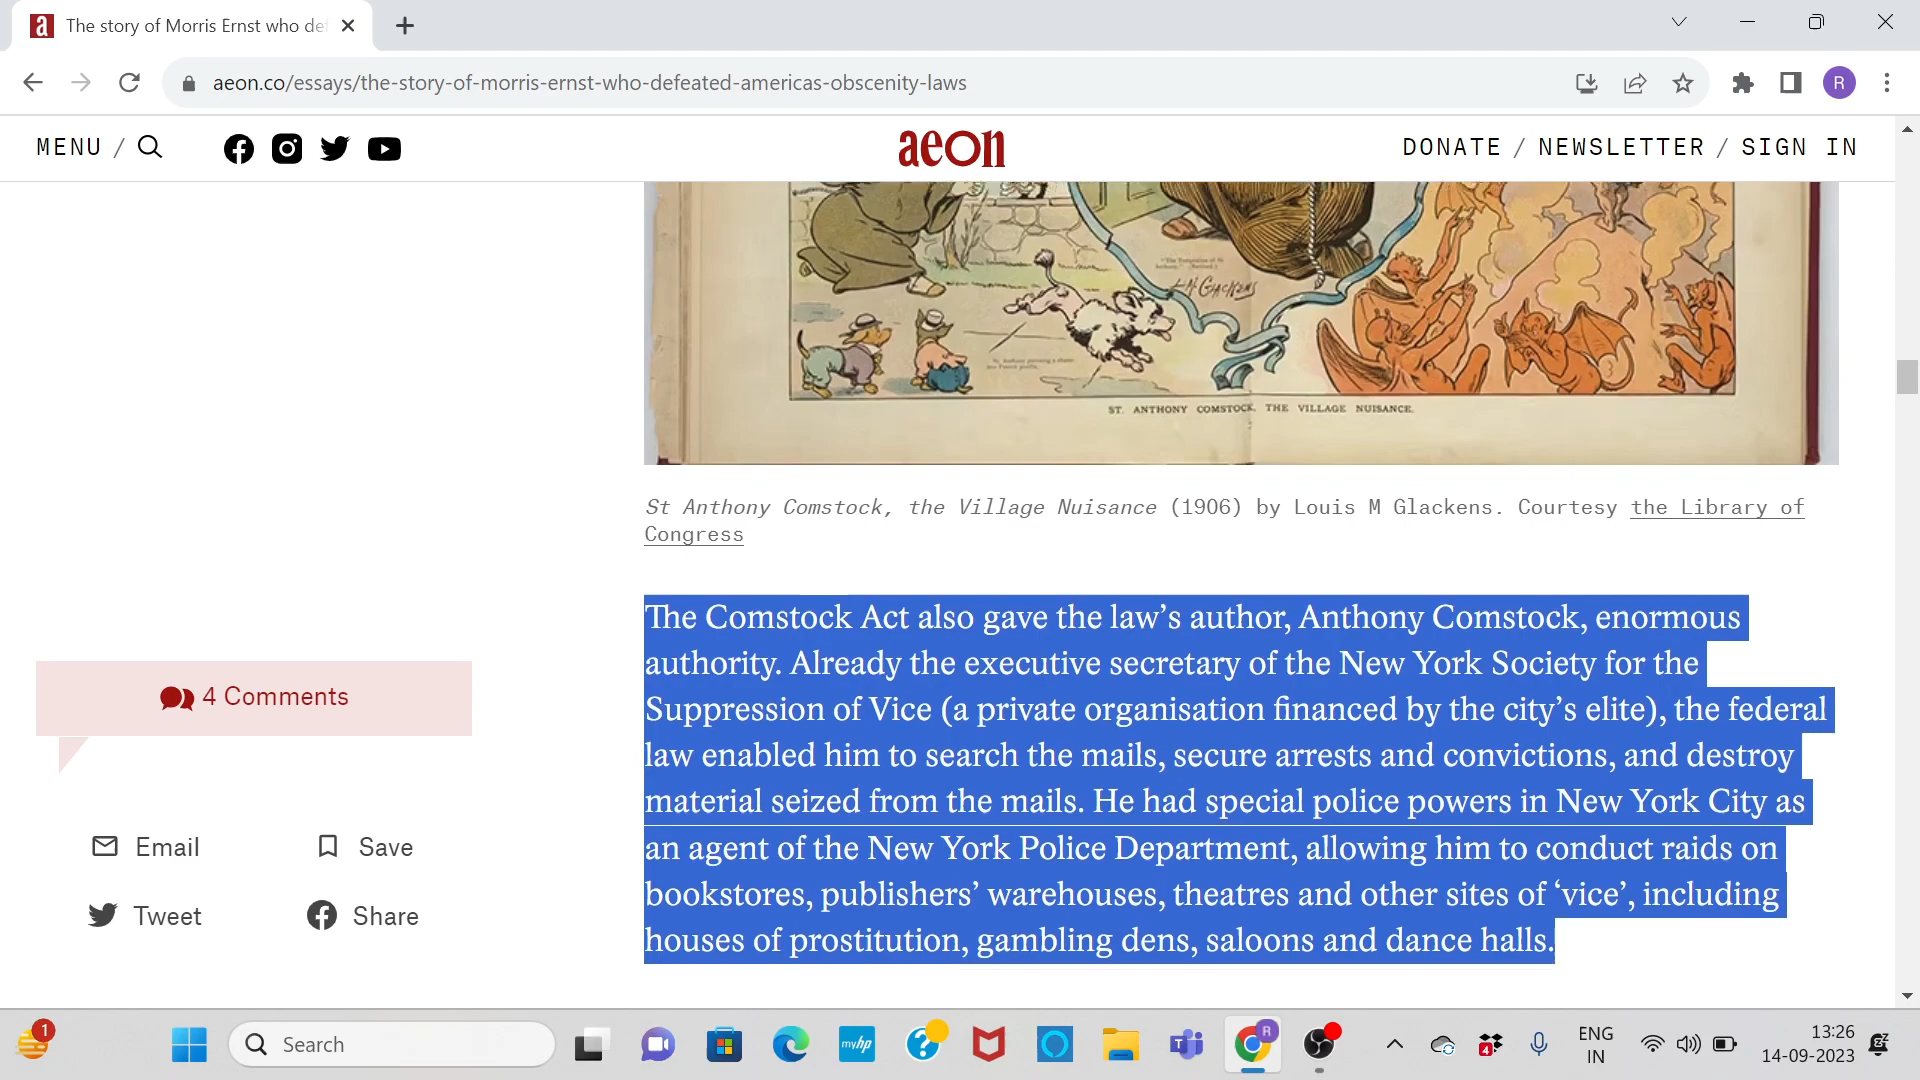 The story of Morris Ernst who de
aeon.co/essays/the-story-of-morris-ernst-who-defeated-americas-obscenity-laws
R
MENU /
aeon
DONATE / NEWSLETTER / SIGN IN
L M GLACKENS
ST. ANTHONY COMSTOCK, THE VILLAGE NUISANCE.
St Anthony Comstock, the Village Nuisance (1906) by Louis M Glackens. Courtesy the Library of
Congress
The Comstock Act also gave the law’s author, Anthony Comstock, enormous
authority. Already the executive secretary of the New York Society for the
Suppression of Vice (a private organisation financed by the city’s elite), the federal
law enabled him to search the mails, secure arrests and convictions, and destroy
material seized from the mails. He had special police powers in New York City as
an agent of the New York Police Department, allowing him to conduct raids on
bookstores, publishers’ warehouses, theatres and other sites of ‘vice’, including
houses of prostitution, gambling dens, saloons and dance halls.
4 Comments
Email
Save
Tweet
Share
1
Search
myhp
R
4
ENG
IN
13:26
14-09-2023